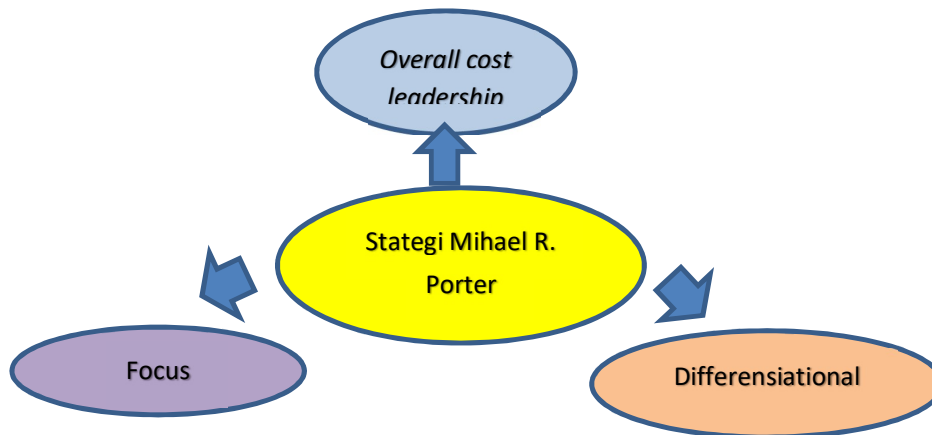 Overall cost
leadership
Stategi Mihael R.
Porter
Focus
Differensiational